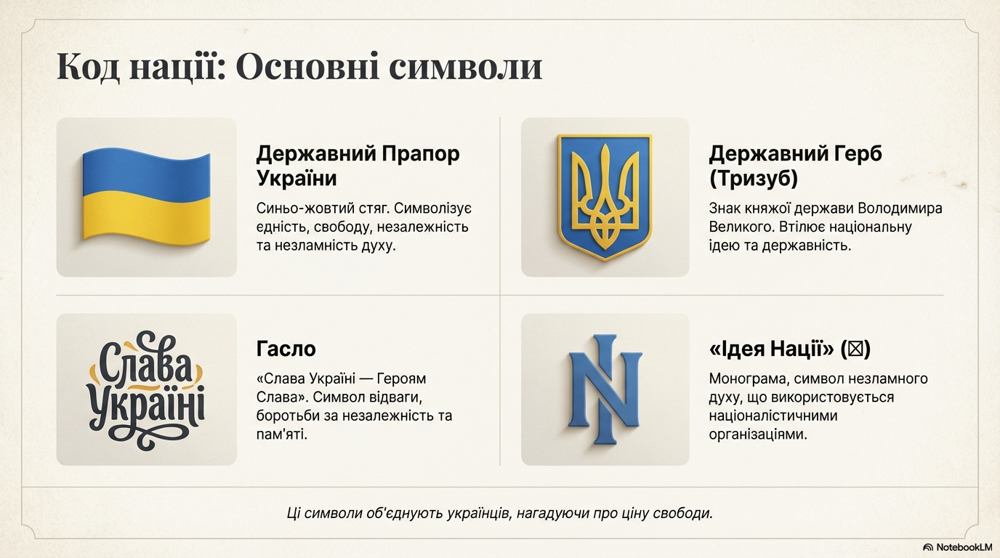 Код нації: Основні символи
Державний Прапор
України
Синьо-жовтий стяг. Символізує
єдність, свободу, незалежність
та незламність духу.
Державний Герб
(Тризуб)
Знак княжої держави Володимира
Великого. Втілює національну
ідею та державність.
Слава
Україні
Гасло
«Слава Україні — Героям
Слава». Символ відваги,
боротьби за незалежність та
пам'яті.
«Ідея Нації» (☒)
Монограма, символ незламного
духу, що використовується
націоналістичними
організаціями.
Ці символи об'єднують українців, нагадуючи про ціну свободи.
NotebookLM